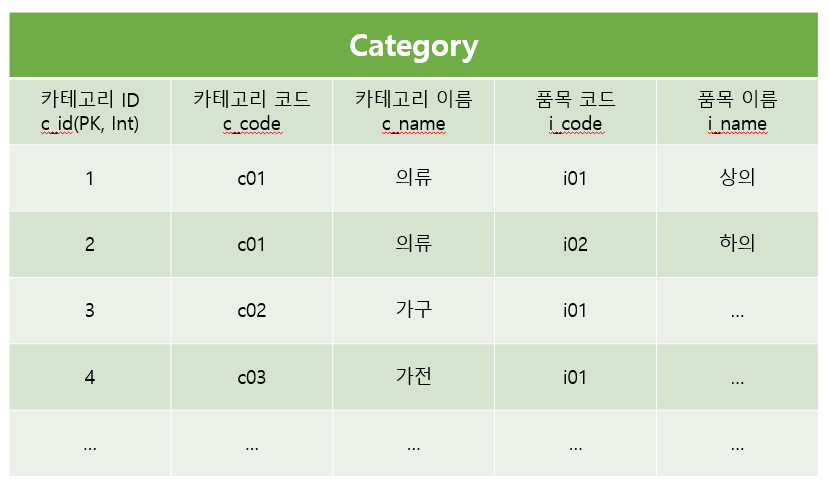 Category
카테고리 ID 카테고리 코드 카테고리 이름 품목 코드 품목 이름
c_id(PK, Int) c_code c_name i_code i_name
1 c01 의류 i01 상의
2 c01 의류 i02 하의
3 c02 가구 i01 ...
4 c03 가전 i01 ...
... ... ... ... ...